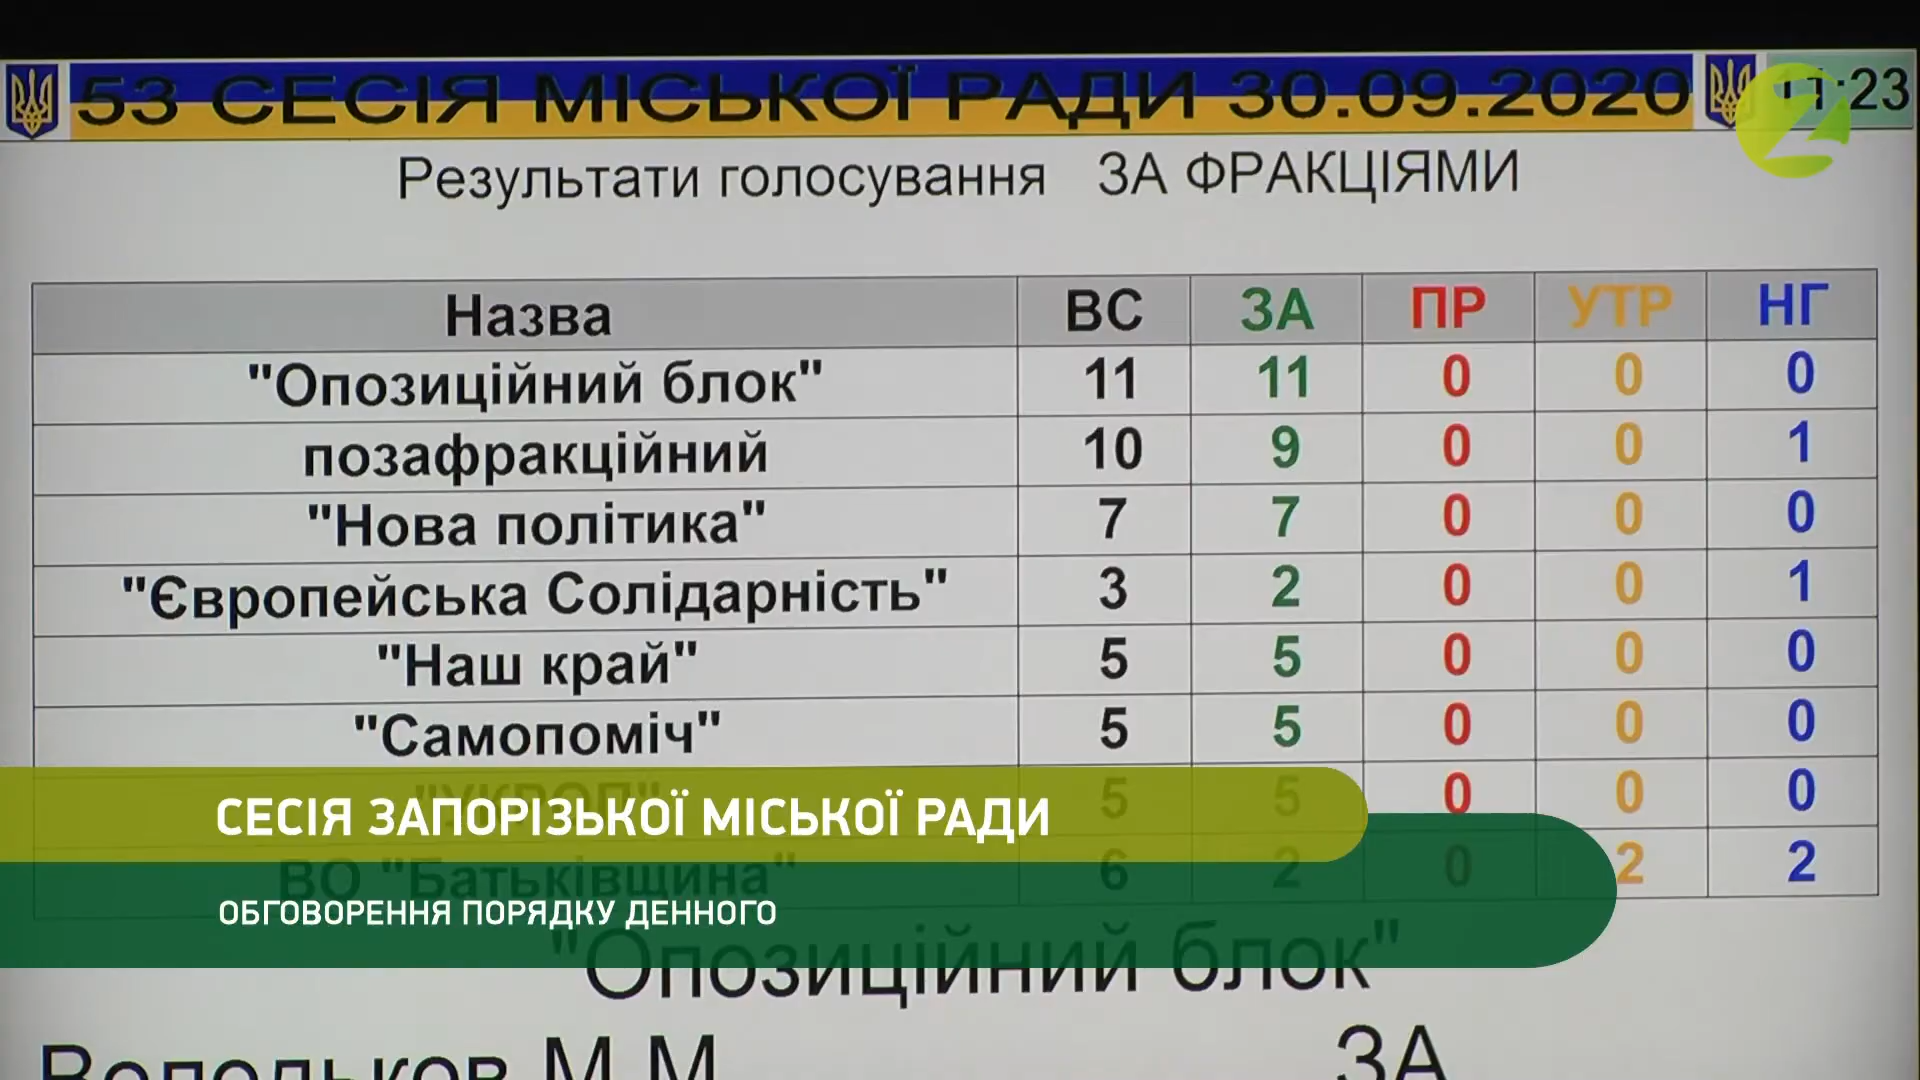 53 СЕСІЯ МІСЬКОЇ РАДИ 30.09.2020 11:23
Результати голосування ЗА ФРАКЦІЯМИ
Назва ВС ЗА ПР УТР НГ
"Опозиційний блок" 11 11 0 0 0
позафракційний 10 9 0 0 1
"Нова політика" 7 7 0 0 0
"Європейська Солідарність" 3 2 0 0 1
"Наш край" 5 5 0 0 0
"Самопоміч" 5 5 0 0 0
"УКРОП" 5 5 0 0 0
СЕСІЯ ЗАПОРІЗЬКОЇ МІСЬКОЇ РАДИ
ВО "Батьківщина" 6 2 0 2 2
ОБГОВОРЕННЯ ПОРЯДКУ ДЕННОГО
"Опозиційний блок"
М.М. ЗА